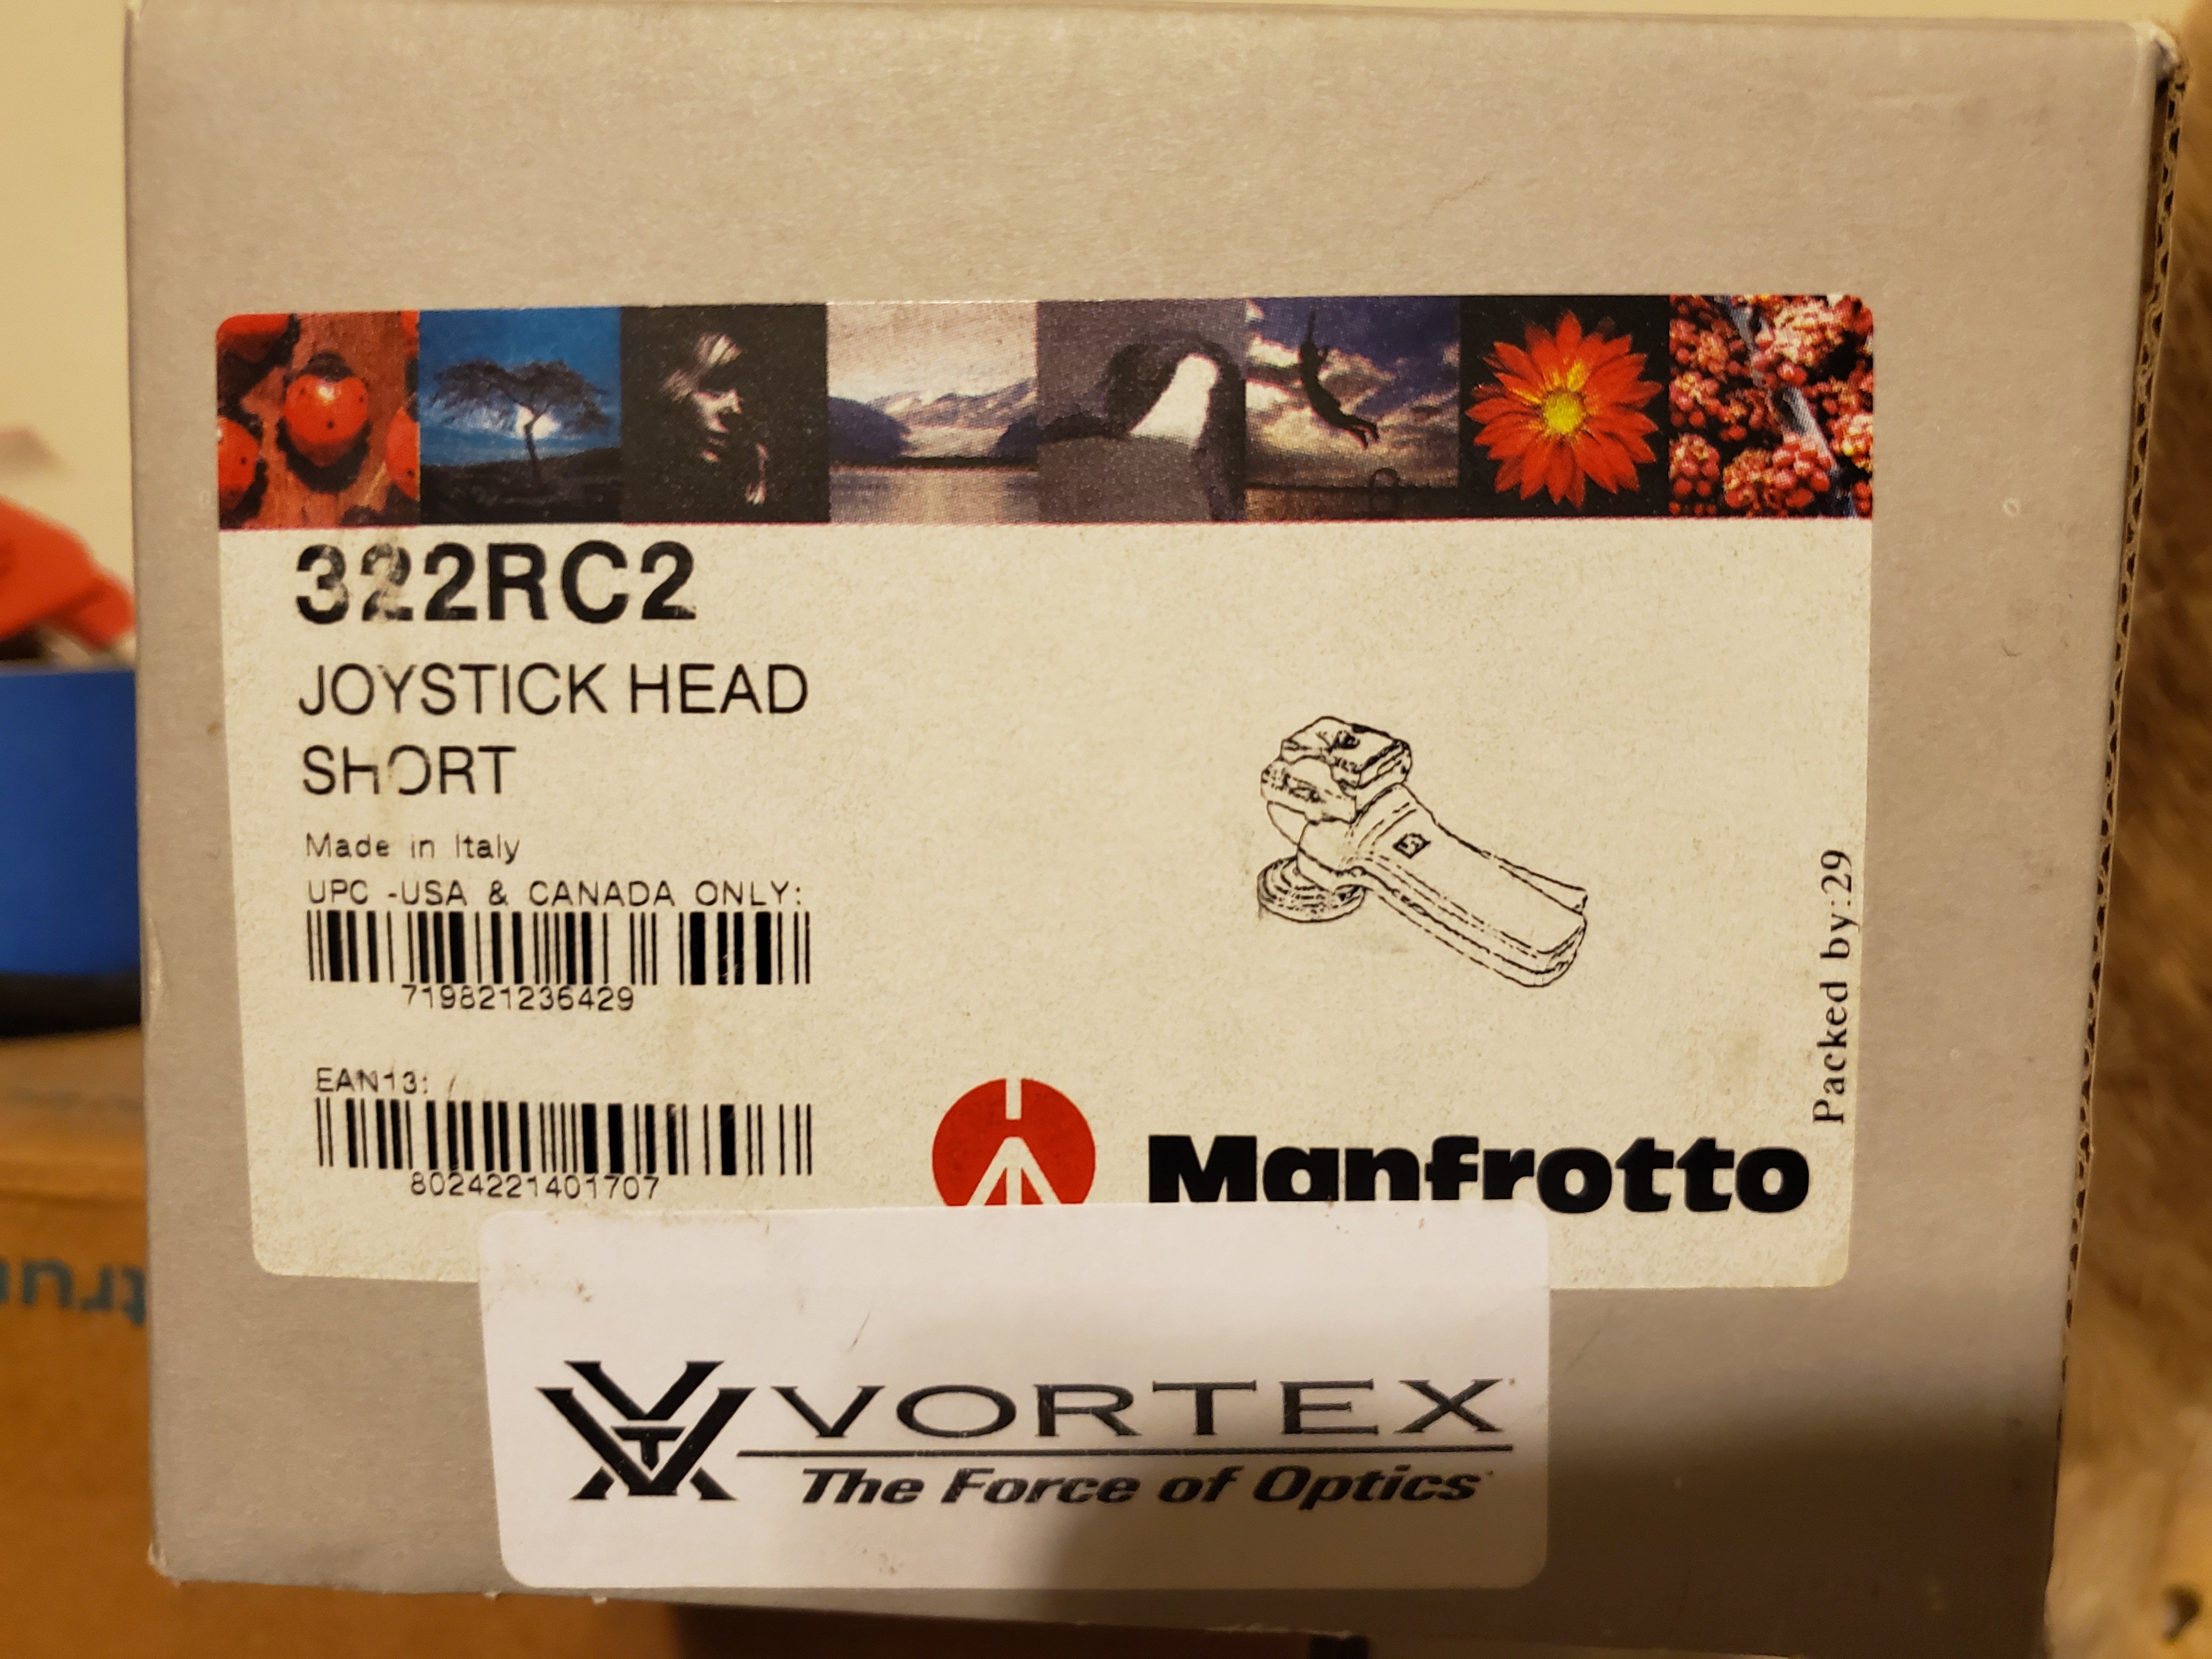 322RC2
JOYSTICK HEAD
SHORT
Made in Italy
UPC -USA & CANADA ONLY:
719821236429
EAN13:
8024221401707
Packed by:29
Manfrotto
VORTEX
The Force of Optics